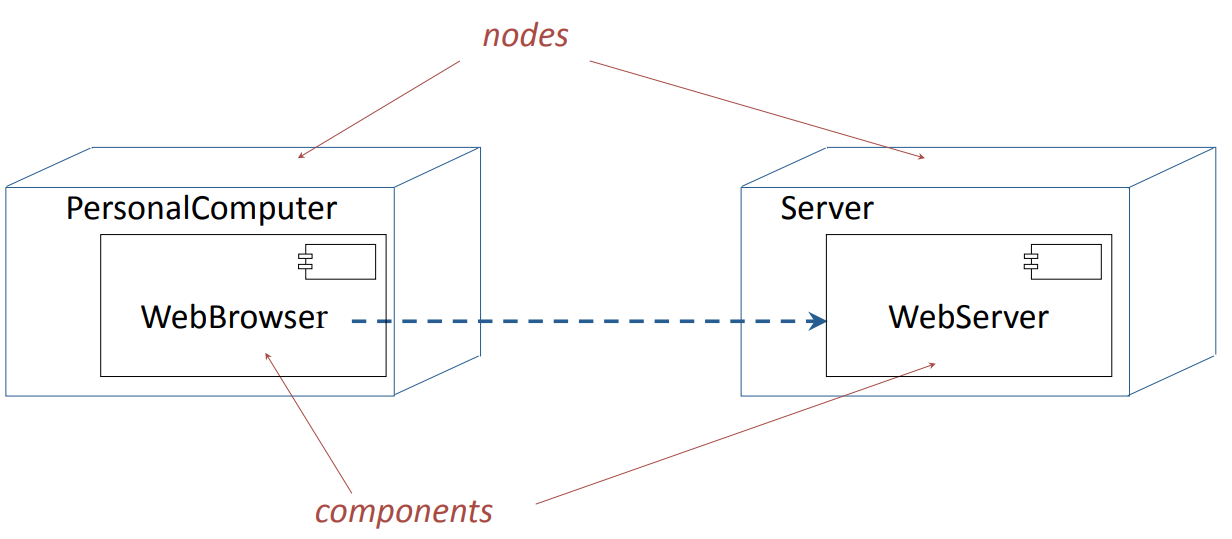 nodes
PersonalComputer
Server
WebBrowser
WebServer
components